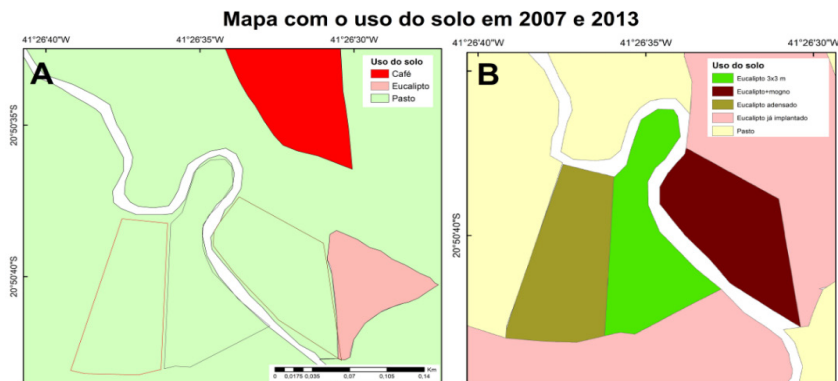 Mapa com o uso do solo em 2007 e 2013
41°26'40"W
41°26'35"W
41°26'30"W
A
Uso do solo
Café
Eucalipto
Pasto
20°50'35"S
20°50'40"S
Km
0 0,0175 0,035 0,07 0,105 0,14
41°26'40"W
41°26'35"W
41°26'30"W
B
Uso do solo
Eucalipto 3x3 m
Eucalipto+mogno
Eucalipto adensado
Eucalipto já implantado
Pasto
20°50'40"S